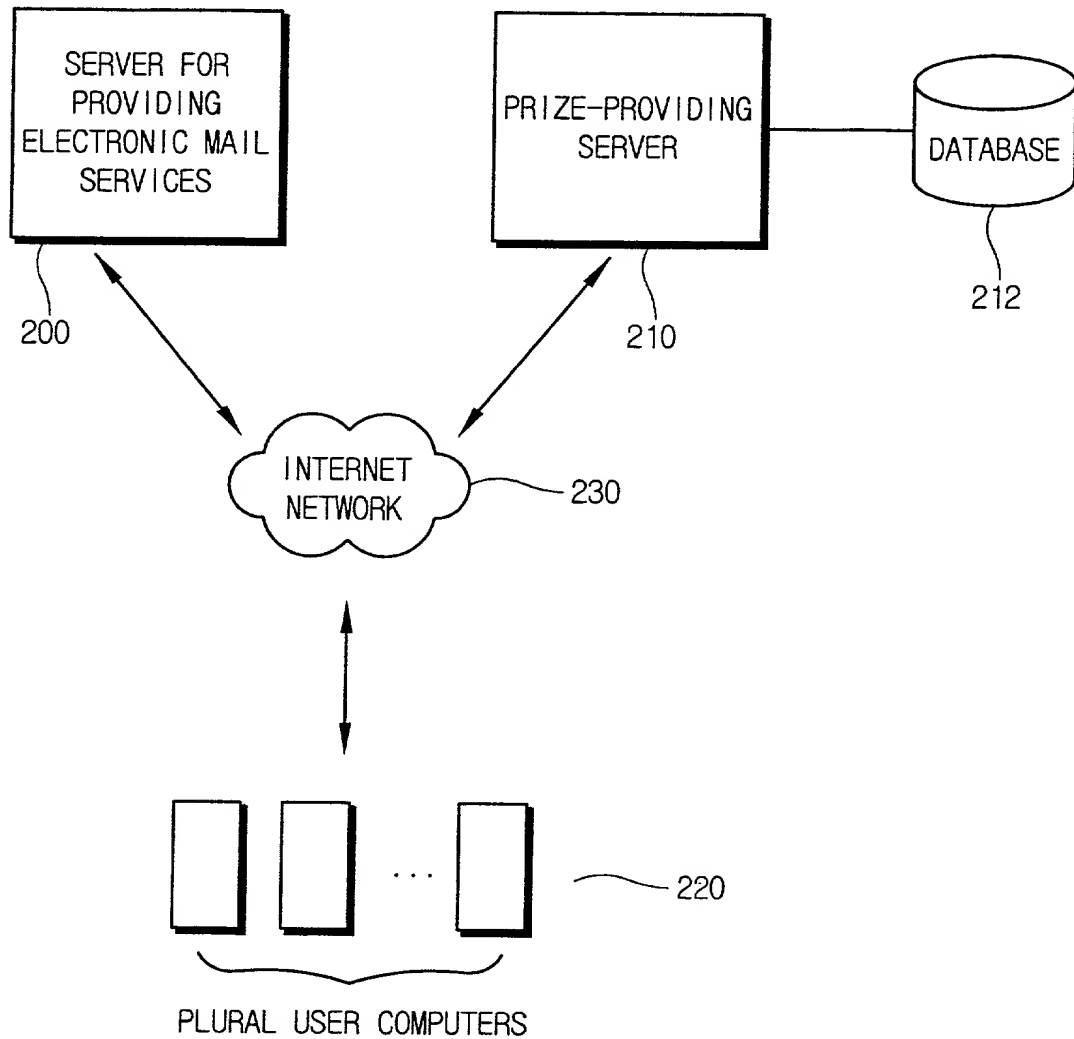 SERVER FOR
PROVIDING
ELECTRONIC MAIL
SERVICES
PRIZE-PROVIDING
SERVER
DATABASE
200
210
212
INTERNET
NETWORK
230
...
220
PLURAL USER COMPUTERS